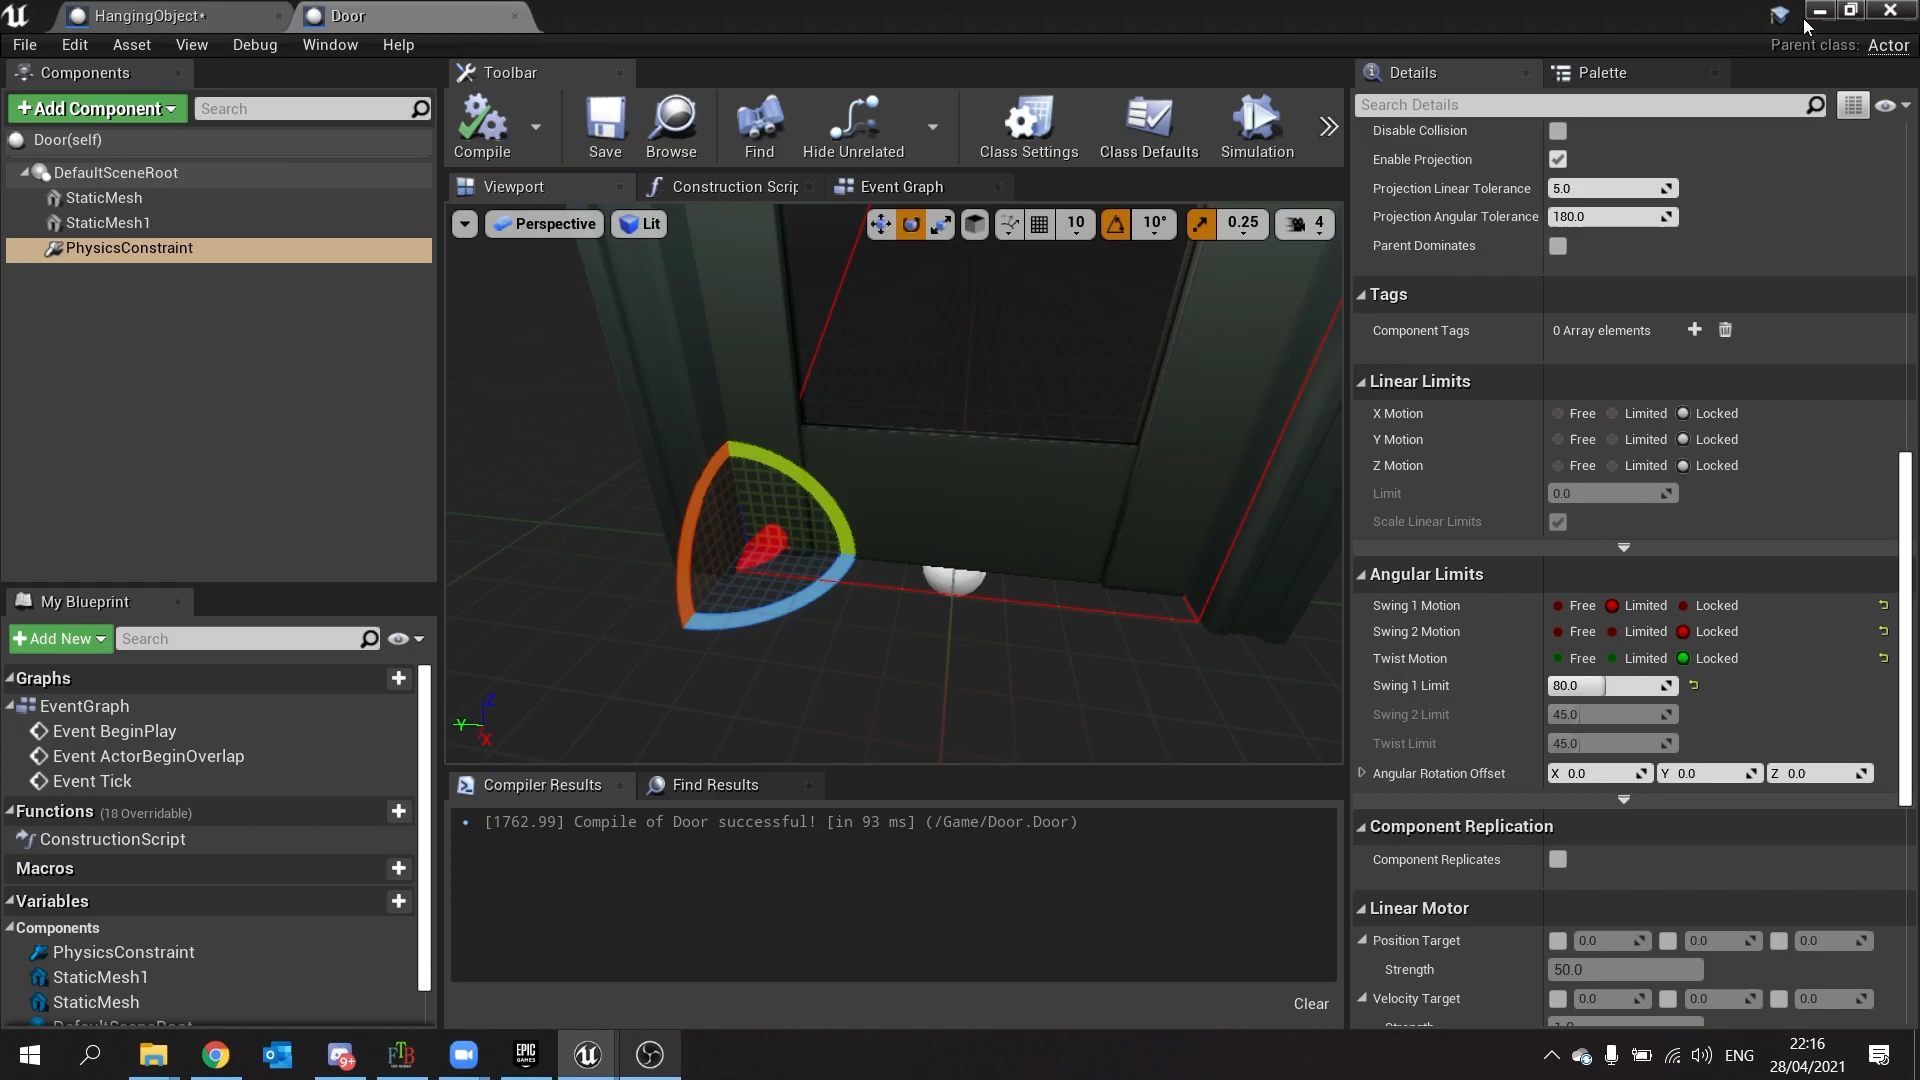 HangingObject*
Door
File Edit Asset View Debug Window Help
Parent class: Actor
Components
+ Add Component
Search
Door(self)
DefaultSceneRoot
StaticMesh
StaticMesh1
PhysicsConstraint
My Blueprint
+ Add New
Search
Graphs
EventGraph
Event BeginPlay
Event ActorBeginOverlap
Event Tick
Functions (18 Overridable)
ConstructionScript
Macros
Variables
Components
PhysicsConstraint
StaticMesh1
StaticMesh
DefaultSceneRoot
Toolbar
Compile Save Browse Find Hide Unrelated Class Settings Class Defaults Simulation
Viewport Construction Scrip Event Graph
Perspective Lit 10 10° 0.25 4
Z
Y
X
Compiler Results Find Results
[1762.99] Compile of Door successful! [in 93 ms] (/Game/Door.Door)
Clear
Details Palette
Search Details
Disable Collision
Enable Projection
Projection Linear Tolerance 5.0
Projection Angular Tolerance 180.0
Parent Dominates
Tags
Component Tags 0 Array elements
Linear Limits
X Motion Free Limited Locked
Y Motion Free Limited Locked
Z Motion Free Limited Locked
Limit 0.0
Scale Linear Limits
Angular Limits
Swing 1 Motion Free Limited Locked
Swing 2 Motion Free Limited Locked
Twist Motion Free Limited Locked
Swing 1 Limit 80.0
Swing 2 Limit 45.0
Twist Limit 45.0
Angular Rotation Offset X 0.0 Y 0.0 Z 0.0
Component Replication
Component Replicates
Linear Motor
Position Target 0.0 0.0 0.0
Strength 50.0
Velocity Target 0.0 0.0 0.0
Strength 1.0
9+
FTB
EPIC GAMES
ENG
22:16
28/04/2021